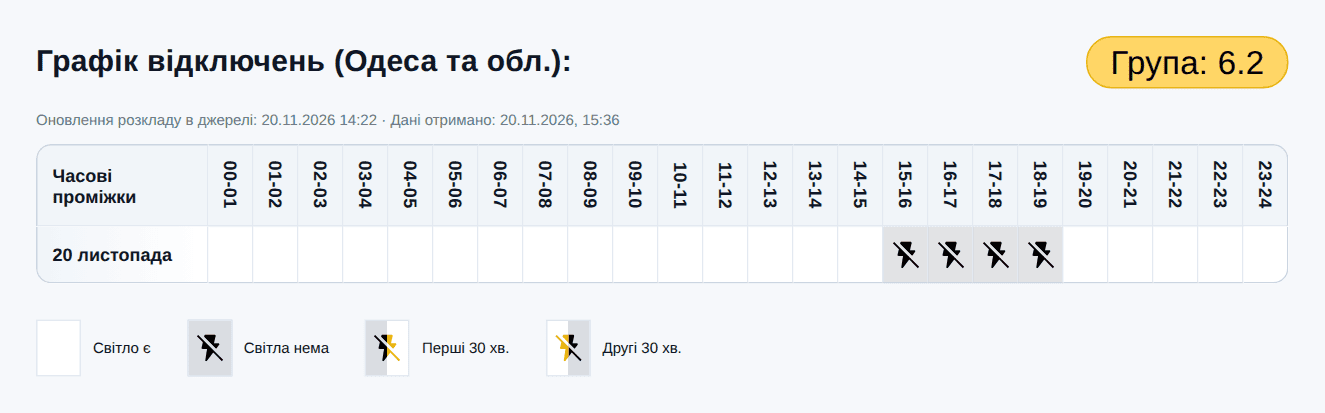 Графік відключень (Одеса та обл.):
Група: 6.2
Оновлення розкладу в джерелі: 20.11.2026 14:22 · Дані отримано: 20.11.2026, 15:36
Часові
проміжки
00-01
01-02
02-03
03-04
04-05
05-06
06-07
07-08
08-09
09-10
10-11
11-12
12-13
13-14
14-15
15-16
16-17
17-18
18-19
19-20
20-21
21-22
22-23
23-24
20 листопада
Світло є
Світла нема
Перші 30 хв.
Другі 30 хв.